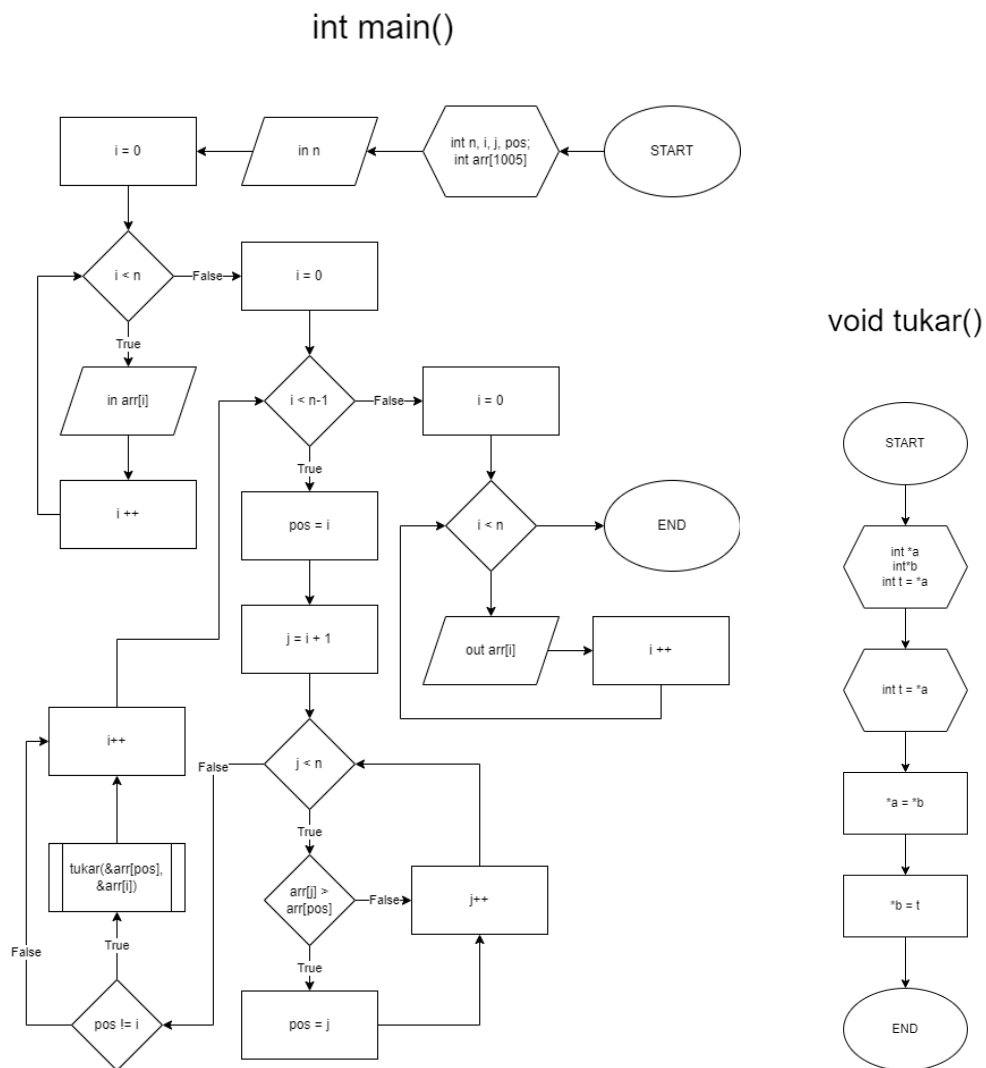 int main()
START
int n, i, j, pos;
int arr[1005]
in n
i = 0
i < n
False
i = 0
True
in arr[i]
i ++
i < n-1
False
i = 0
True
pos = i
i < n
END
j = i + 1
out arr[i]
i ++
i++
False
j < n
True
tukar(&arr[pos],
&arr[i])
arr[j] >
arr[pos]
False
j++
True
False
True
pos != i
pos = j
void tukar()
START
int *a
int*b
int t = *a
int t = *a
*a = *b
*b = t
END